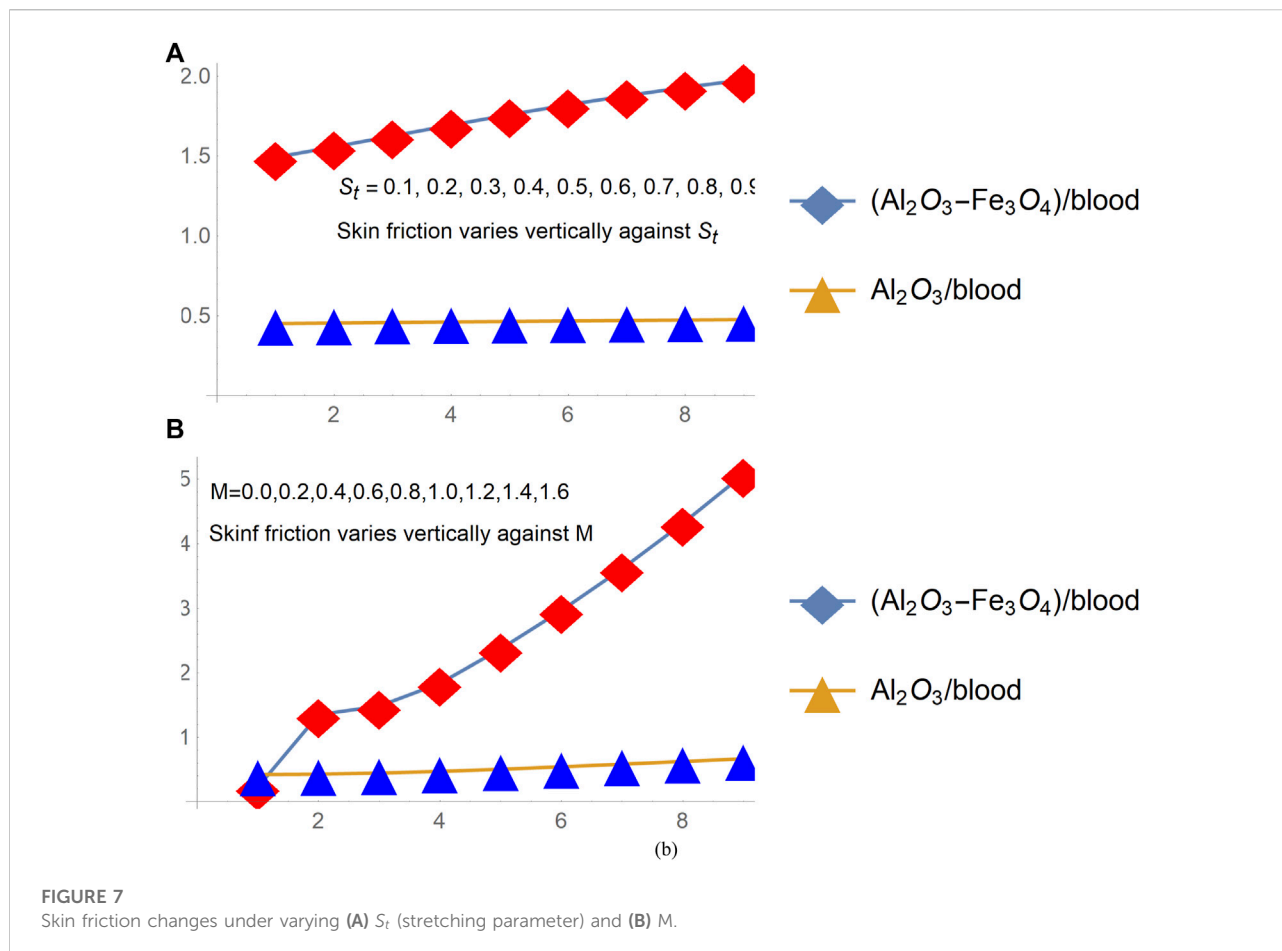 A
2.0
1.5
1.0
0.5
S_t = 0.1, 0.2, 0.3, 0.4, 0.5, 0.6, 0.7, 0.8, 0.9
Skin friction varies vertically against S_t
2 4 6 8
(Al₂O₃–Fe₃O₄)/blood
Al₂O₃/blood
B
5
4
3
2
1
M=0.0,0.2,0.4,0.6,0.8,1.0,1.2,1.4,1.6
Skinf friction varies vertically against M
2 4 6 8
(b)
(Al₂O₃–Fe₃O₄)/blood
Al₂O₃/blood
FIGURE 7
Skin friction changes under varying (A) S_t (stretching parameter) and (B) M.